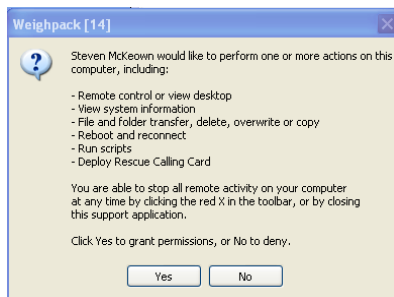 Weighpack [14]
Steven McKeown would like to perform one or more actions on this
computer, including:
- Remote control or view desktop
- View system information
- File and folder transfer, delete, overwrite or copy
- Reboot and reconnect
- Run scripts
- Deploy Rescue Calling Card
You are able to stop all remote activity on your computer
at any time by clicking the red X in the toolbar, or by closing
this support application.
Click Yes to grant permissions, or No to deny.
Yes No